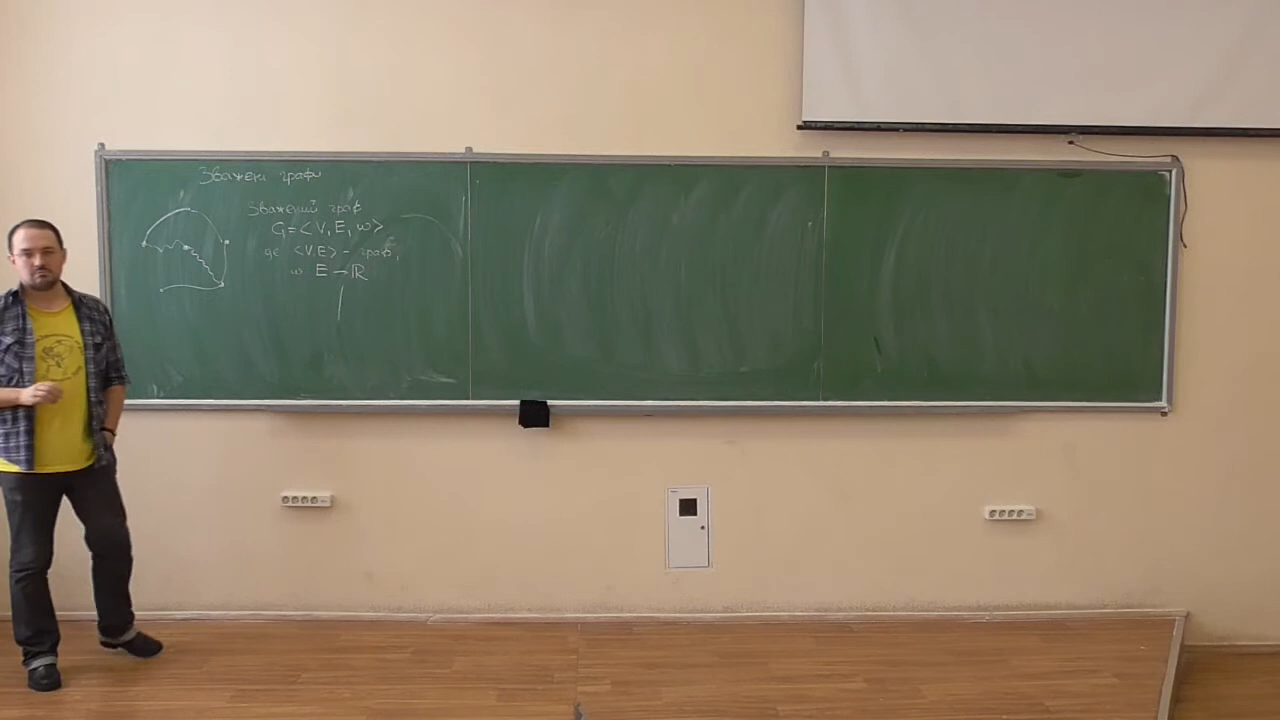 Зважені графи
Зважений граф
G = < V, E, w >
де < V, E > - граф,
w E → ℝ